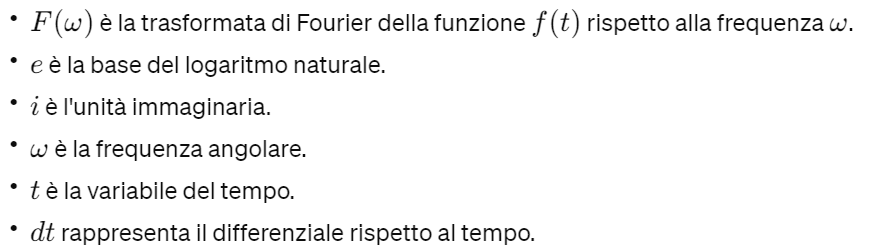 • F(ω) è la trasformata di Fourier della funzione f(t) rispetto alla frequenza ω.
• e è la base del logaritmo naturale.
• i è l'unità immaginaria.
• ω è la frequenza angolare.
• t è la variabile del tempo.
• dt rappresenta il differenziale rispetto al tempo.